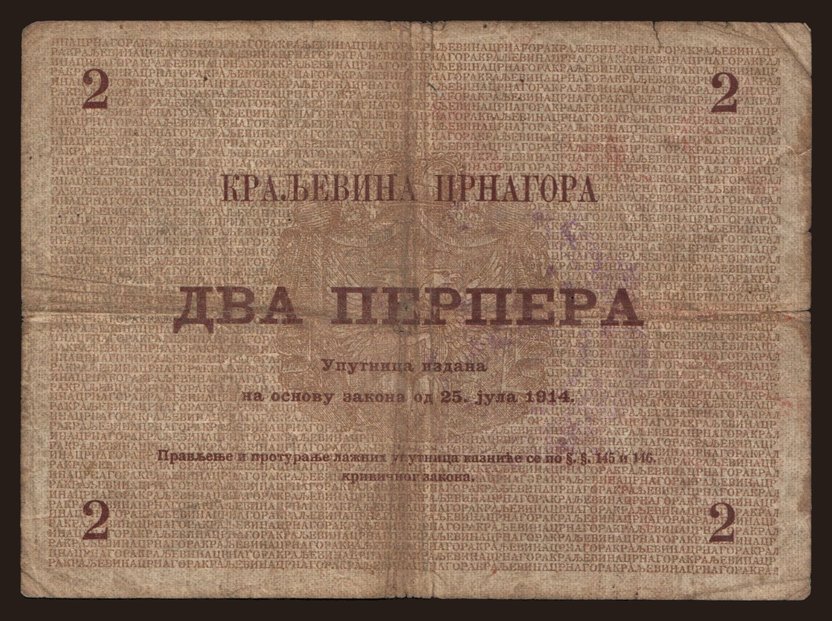 2 2
КРАЉЕВИНА ЦРНАГОРА
ДВА ПЕРПЕРА
Упутница издана
на основу закона од 25. јула 1914.
Прављење и протурање лажних упутница казниће се по §. §. 145 и 146.
кривичног закона.
2 2